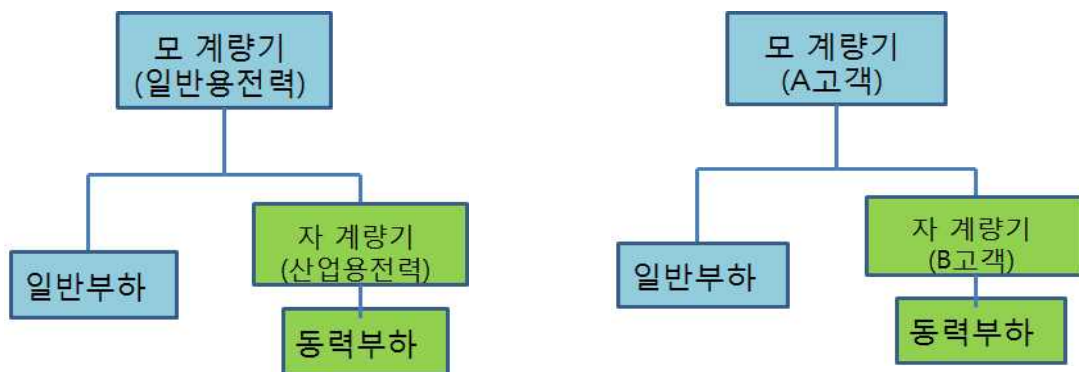 모 계량기
(일반용전력)
자 계량기
(산업용전력)
일반부하
동력부하
모 계량기
(A고객)
자 계량기
(B고객)
일반부하
동력부하